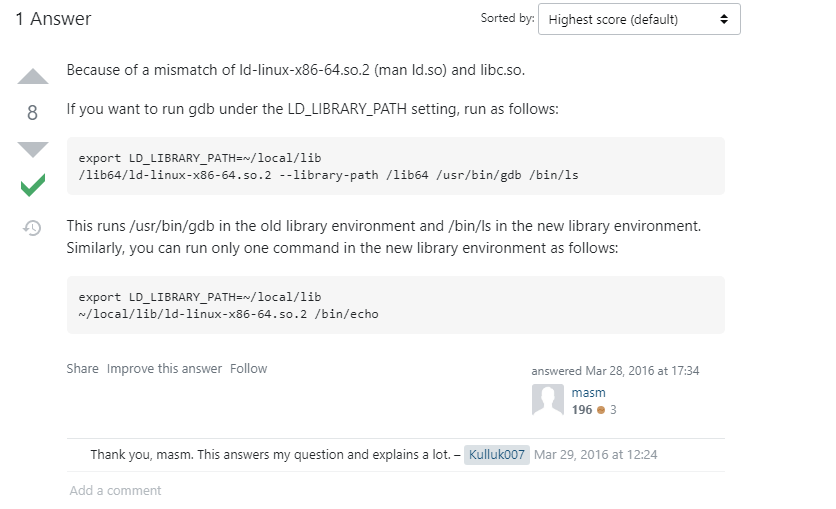 1 Answer
Sorted by:
Highest score (default)
Because of a mismatch of ld-linux-x86-64.so.2 (man ld.so) and libc.so.
8
If you want to run gdb under the LD_LIBRARY_PATH setting, run as follows:
export LD_LIBRARY_PATH=~/local/lib
/lib64/ld-linux-x86-64.so.2 --library-path /lib64 /usr/bin/gdb /bin/ls
This runs /usr/bin/gdb in the old library environment and /bin/ls in the new library environment.
Similarly, you can run only one command in the new library environment as follows:
export LD_LIBRARY_PATH=~/local/lib
~/local/lib/ld-linux-x86-64.so.2 /bin/echo
Share Improve this answer Follow
answered Mar 28, 2016 at 17:34
masm
196 ● 3
Thank you, masm. This answers my question and explains a lot. – Kulluk007 Mar 29, 2016 at 12:24
Add a comment